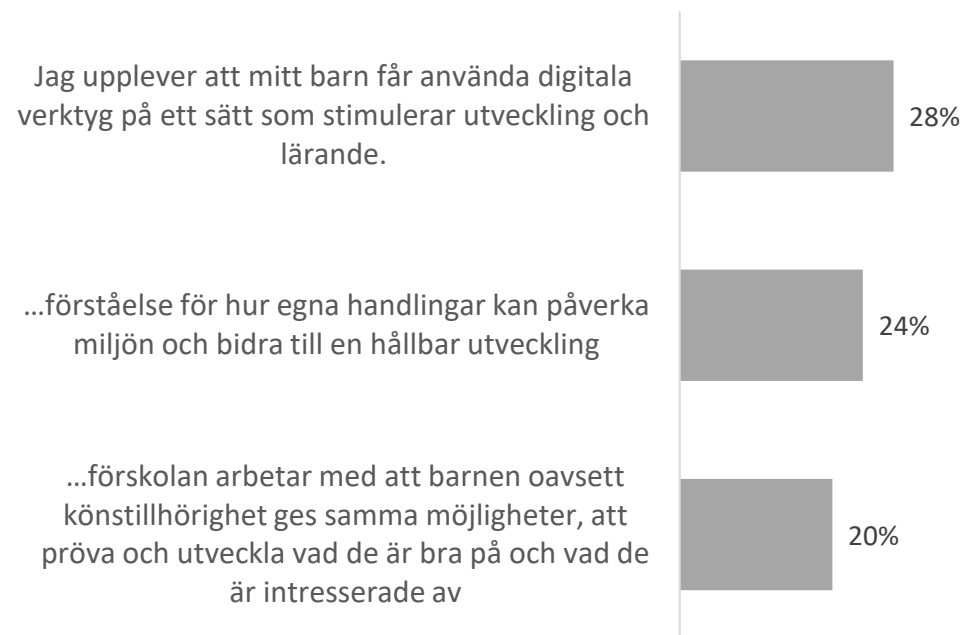 Jag upplever att mitt barn får använda digitala
verktyg på ett sätt som stimulerar utveckling och
lärande.
28%
...förståelse för hur egna handlingar kan påverka
miljön och bidra till en hållbar utveckling
24%
...förskolan arbetar med att barnen oavsett
könstillhörighet ges samma möjligheter, att
pröva och utveckla vad de är bra på och vad de
är intresserade av
20%